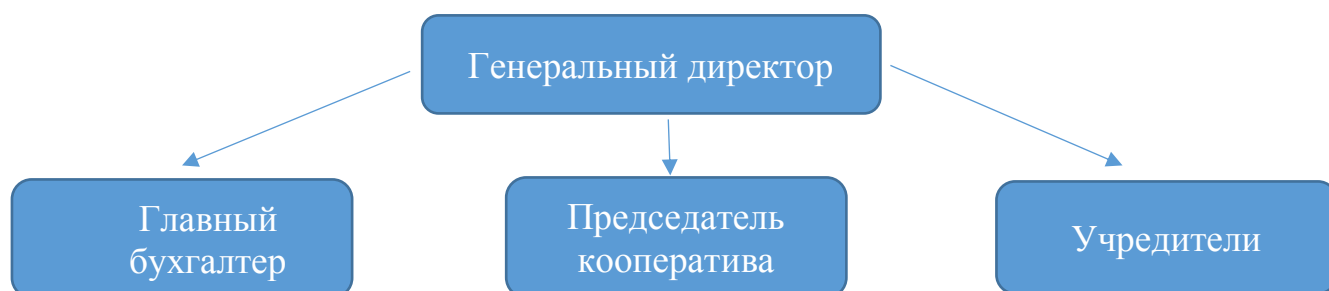 Генеральный директор
Главный
бухгалтер
Председатель
кооператива
Учредители